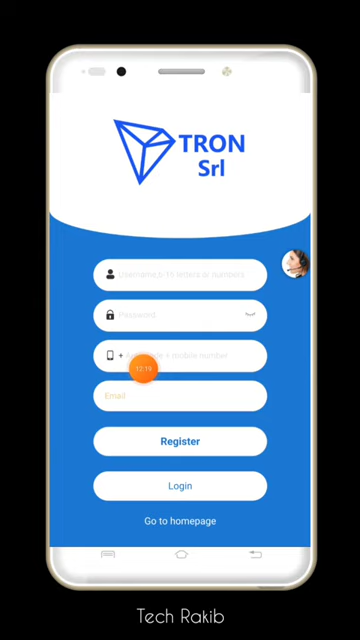 TRON
Srl
Username,6-15 letters or numbers
Password
+
mobile number
12:19
Email
Register
Login
Go to homepage
Tech Rakib